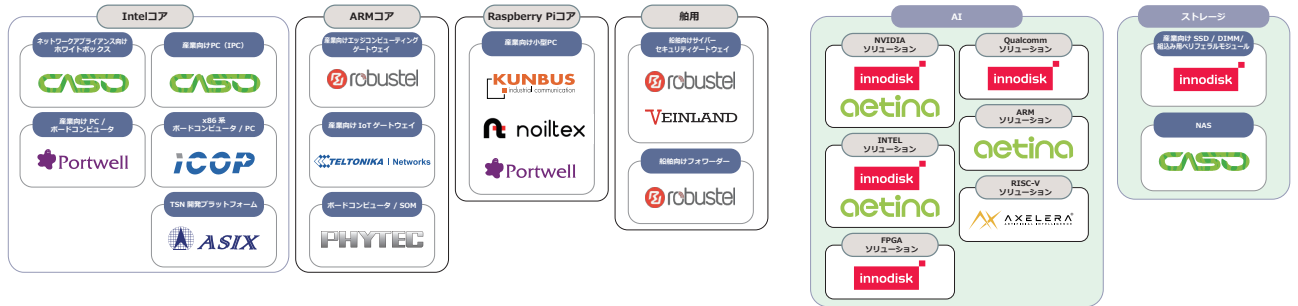 Intelコア
ネットワークアプライアンス向け
ホワイトボックス
CASO
産業向けPC（IPC）
CASO
産業向け PC /
ボードコンピュータ
Portwell
x86 系
ボードコンピュータ / PC
iCOP
TSN 開発プラットフォーム
ASIX
ARMコア
産業向けエッジコンピューティング
ゲートウェイ
robustel
産業向け IoT ゲートウェイ
TELTONIKA | Networks
ボードコンピュータ / SOM
PHYTEC
Raspberry Piコア
産業向け小型PC
KUNBUS
industrial communication
noiltex
Portwell
舶用
船舶向けサイバー
セキュリティゲートウェイ
robustel
VEINLAND
船舶向けフォワーダー
robustel
AI
NVIDIA
ソリューション
innodisk
aetina
INTEL
ソリューション
innodisk
aetina
FPGA
ソリューション
innodisk
Qualcomm
ソリューション
innodisk
ARM
ソリューション
aetina
RISC-V
ソリューション
AXELERA
ARTIFICIAL INTELLIGENCE
ストレージ
産業向け SSD / DIMM/
組込み用ペリフェラルモジュール
innodisk
NAS
CASO